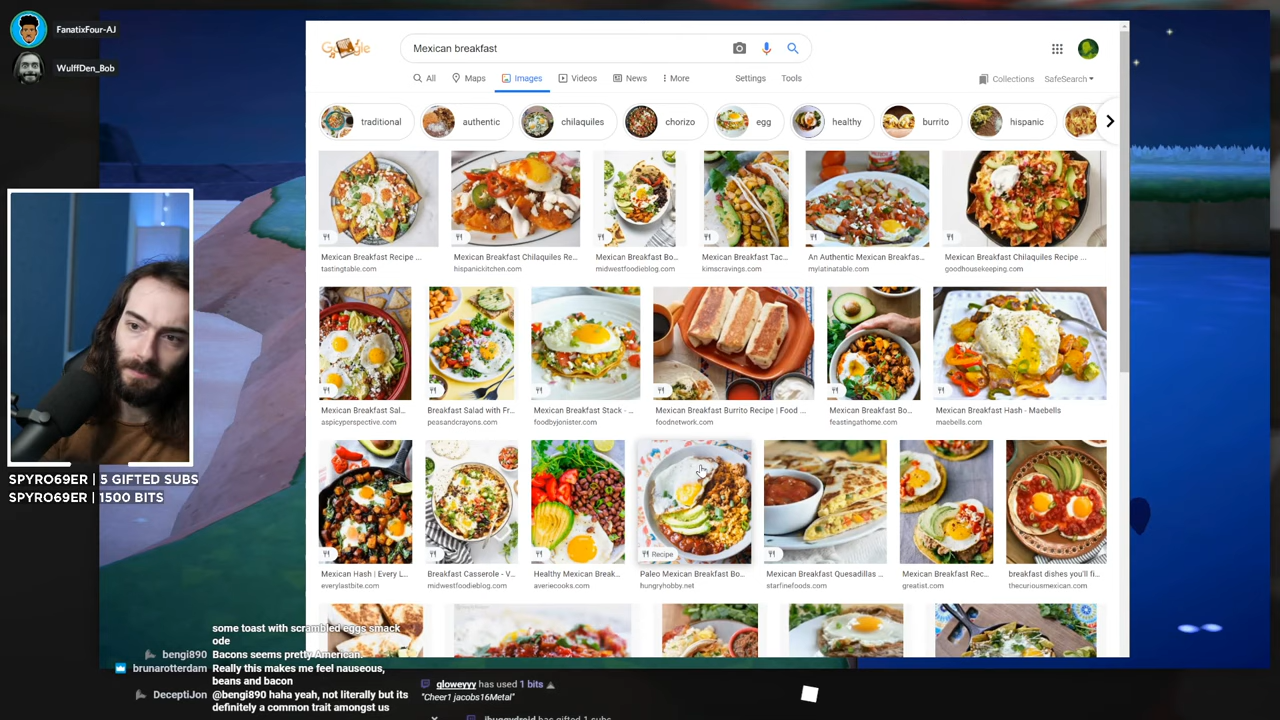 FanatixFour-AJ
WulffDen_Bob
Google
Mexican breakfast
All
Maps
Images
Videos
News
More
Settings
Tools
Collections
SafeSearch
traditional
authentic
chilaquiles
chorizo
egg
healthy
burrito
hispanic
Mexican Breakfast Recipe ...
Mexican Breakfast Chilaquiles Re...
Mexican Breakfast Bo...
Mexican Breakfast Tac...
An Authentic Mexican Breakfas...
Mexican Breakfast Chilaquiles Recipe ...
tastingtable.com
hispanickitchen.com
midwestfoodieblog.com
kimscravings.com
mylatinatable.com
goodhousekeeping.com
Mexican Breakfast Sal...
Breakfast Salad with Fr...
Mexican Breakfast Stack - ...
Mexican Breakfast Burrito Recipe | Food ...
Mexican Breakfast Bo...
Mexican Breakfast Hash - Maebells
aspicyperspective.com
peasandcrayons.com
foodbyjonister.com
foodnetwork.com
feastingathome.com
maebells.com
Recipe
Mexican Hash | Every L...
Breakfast Casserole - V...
Healthy Mexican Break...
Paleo Mexican Breakfast Bo...
Mexican Breakfast Quesadillas ...
Mexican Breakfast Rec...
breakfast dishes you'll fi...
everylastbite.com
midwestfoodieblog.com
averiecooks.com
hungryhobby.net
starfinefoods.com
greatist.com
thecuriousmexican.com
SPYRO69ER | 5 GIFTED SUBS
SPYRO69ER | 1500 BITS
some toast with scrambled eggs smack
ode
bengi890 Bacons seems pretty American.
brunarotterdam Really this makes me feel nauseous,
beans and bacon
DeceptiJon @bengi890 haha yeah, not literally but its
definitely a common trait amongst us
gloweyyy has used 1 bits
"Cheer1 jacobs16Metal"
has gifted 1 subs